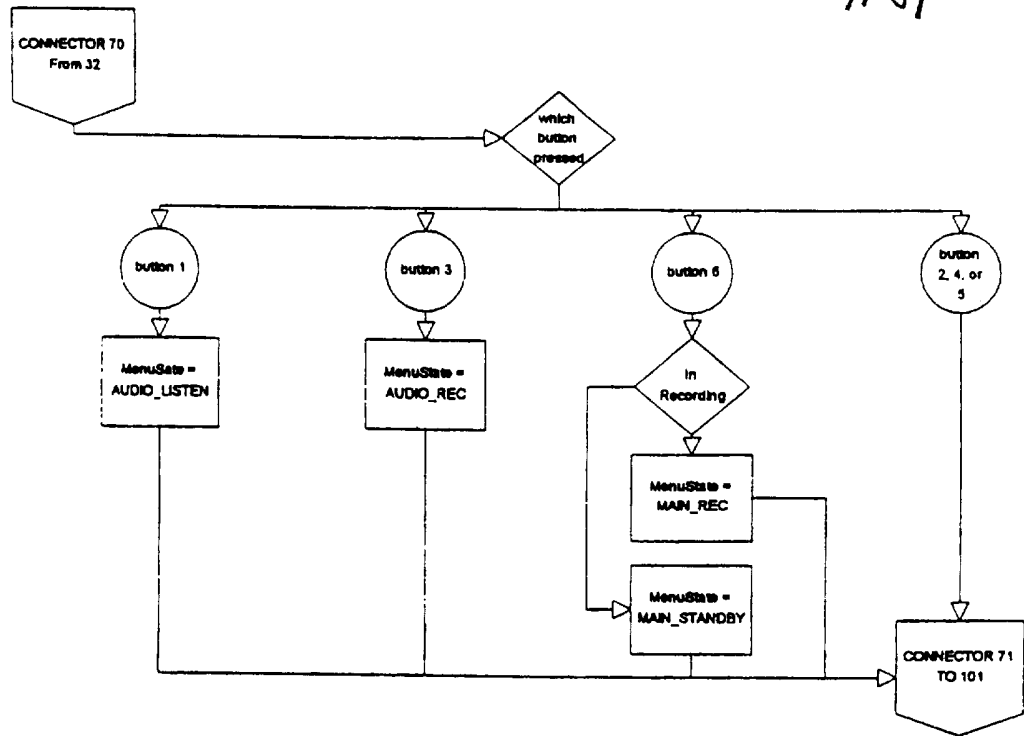 CONNECTOR 70
From 32
which
button
pressed
button 1
button 3
button 6
button
2, 4, or
5
MenuSate =
AUDIO_LISTEN
MenuState =
AUDIO_REC
In
Recording
MenuState =
MAIN_REC
MenuState =
MAIN_STANDBY
CONNECTOR 71
TO 101